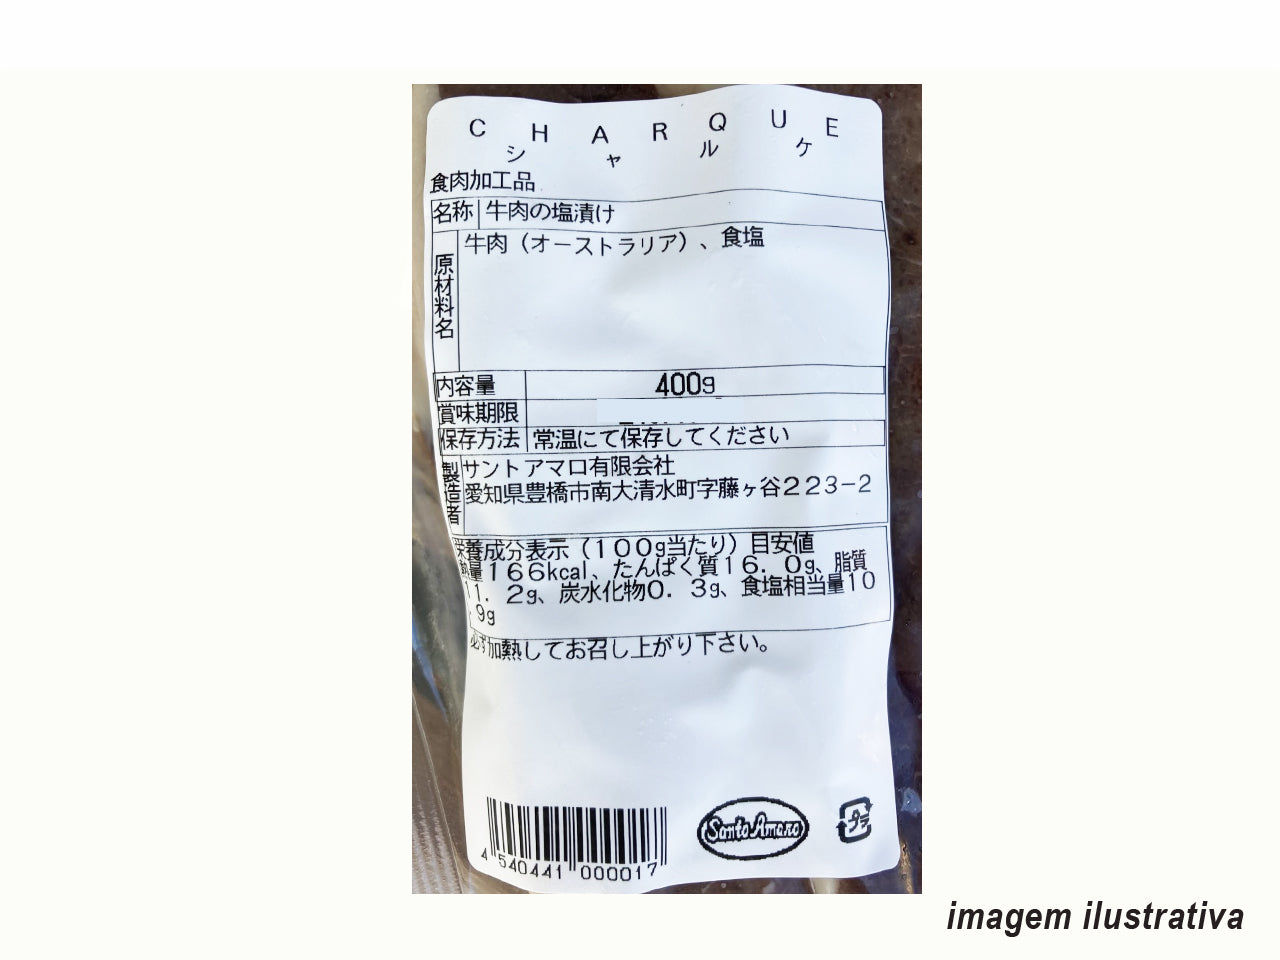 CHARQUE
シャルケ
食肉加工品
名称 牛肉の塩漬け
原材料名 牛肉(オーストラリア)、食塩
内容量 400g
賞味期限
保存方法 常温にて保存してください
製造者 サントアマロ有限会社
愛知県豊橋市南大清水町字藤ヶ谷223-2
栄養成分表示(100g当たり)目安値
熱量166kcal、たんぱく質16.0g、脂質
11.2g、炭水化物0.3g、食塩相当量10
.9g
必ず加熱してお召し上がり下さい。
Santo Amaro
プラ
4 540441 000017
imagem ilustrativa